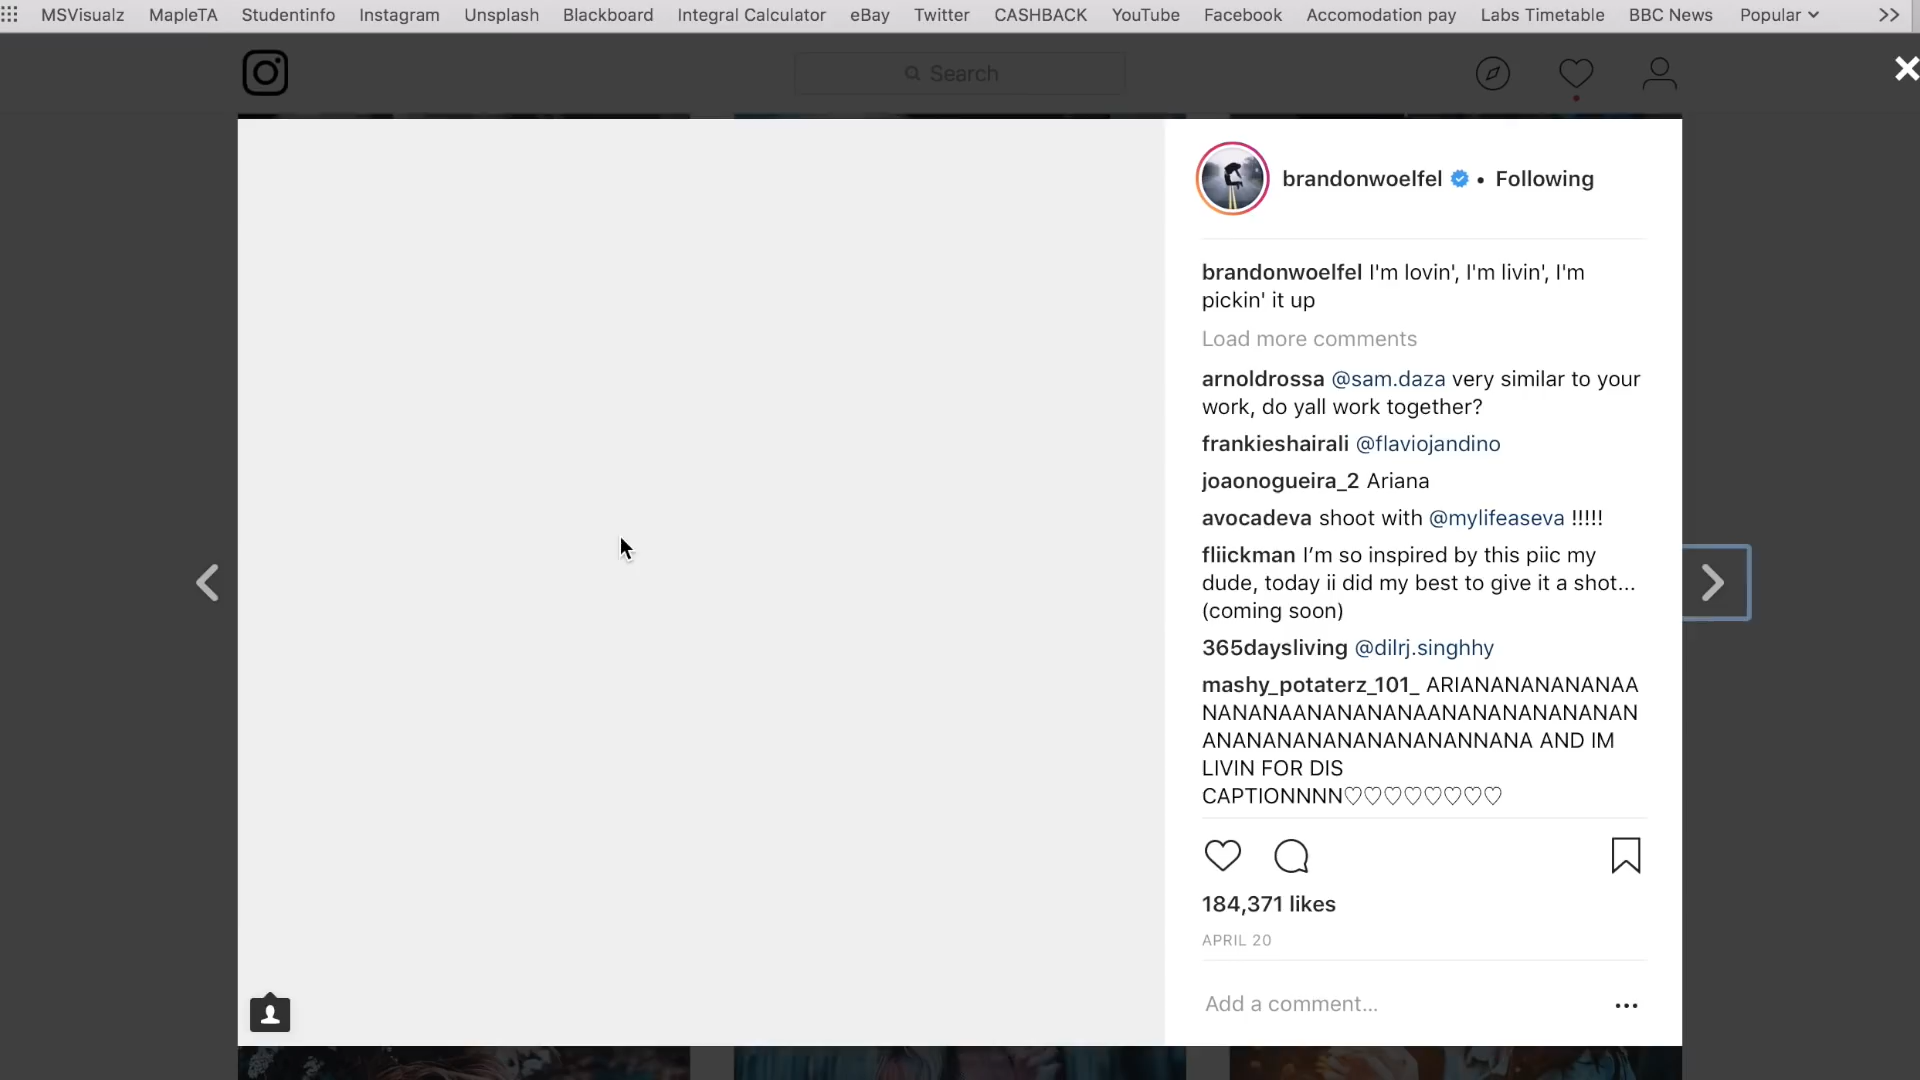 MSVisualz MapleTA Studentinfo Instagram Unsplash Blackboard Integral Calculator eBay Twitter CASHBACK YouTube Facebook Accomodation pay Labs Timetable BBC News Popular
Search
brandonwoelfel • Following
brandonwoelfel I'm lovin', I'm livin', I'm
pickin' it up
Load more comments
arnoldrossa @sam.daza very similar to your
work, do yall work together?
frankieshairali @flaviojandino
joaonogueira_2 Ariana
avocadeva shoot with @mylifeaseva !!!!!
fliickman I’m so inspired by this piic my
dude, today ii did my best to give it a shot...
(coming soon)
365daysliving @dilrj.singhhy
mashy_potaterz_101_ ARIANANANANANAA
NANANAANANANANAANANANANANANAN
ANANANANANANANANANNANA AND IM
LIVIN FOR DIS
CAPTIONNNN♡♡♡♡♡♡♡♡
184,371 likes
APRIL 20
Add a comment...